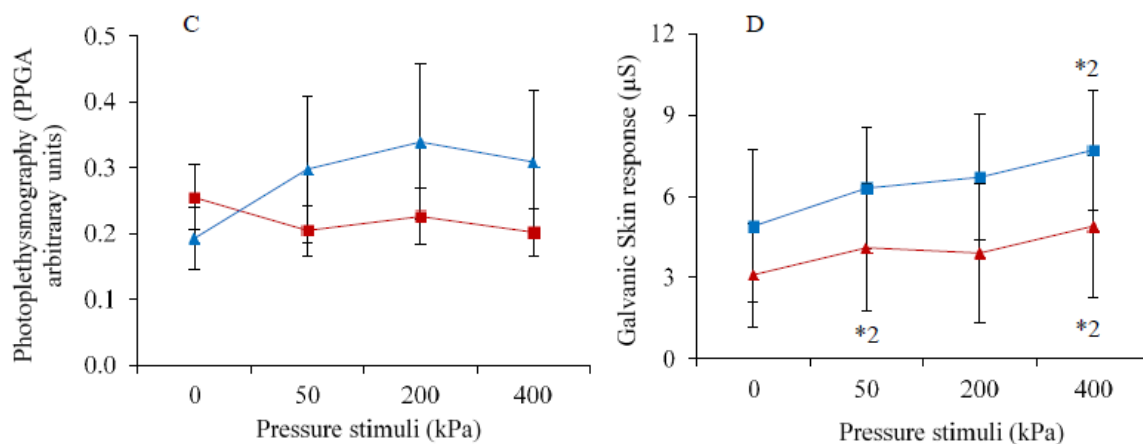 C
Photoplethysmography (PPGA
arbitraray units)
0.5
0.4
0.3
0.2
0.1
0.0
0 50 200 400
Pressure stimuli (kPa)
D
Galvanic Skin response (µS)
12
9
6
3
0
*2
*2
*2
0 50 200 400
Pressure stimuli (kPa)